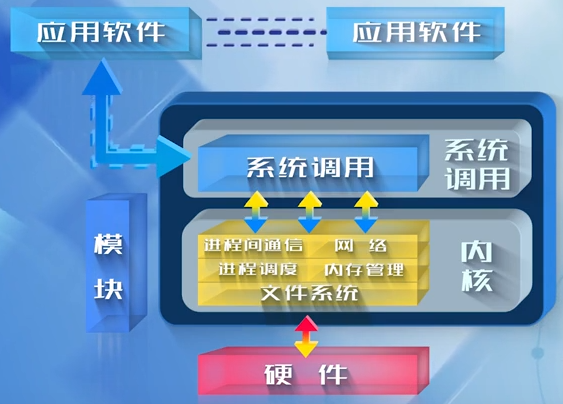 应用软件
应用软件
系统调用
系统
调用
进程间通信
网络
进程调度
内存管理
文件系统
内
核
模
块
硬件